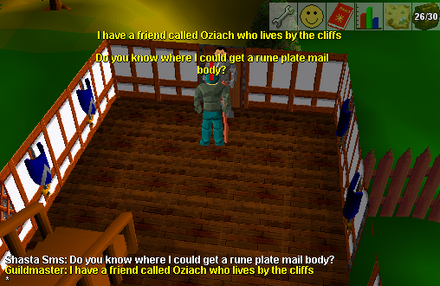 26/30
I have a friend called Oziach who lives by the cliffs
Do you know where I could get a rune plate mail
body?
Shasta Sms: Do you know where I could get a rune plate mail body?
Guildmaster: I have a friend called Oziach who lives by the cliffs
*